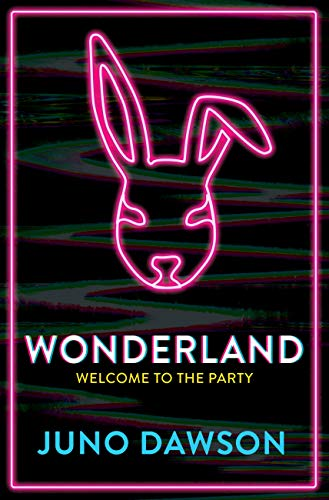 WONDERLAND
WELCOME TO THE PARTY
JUNO DAWSON